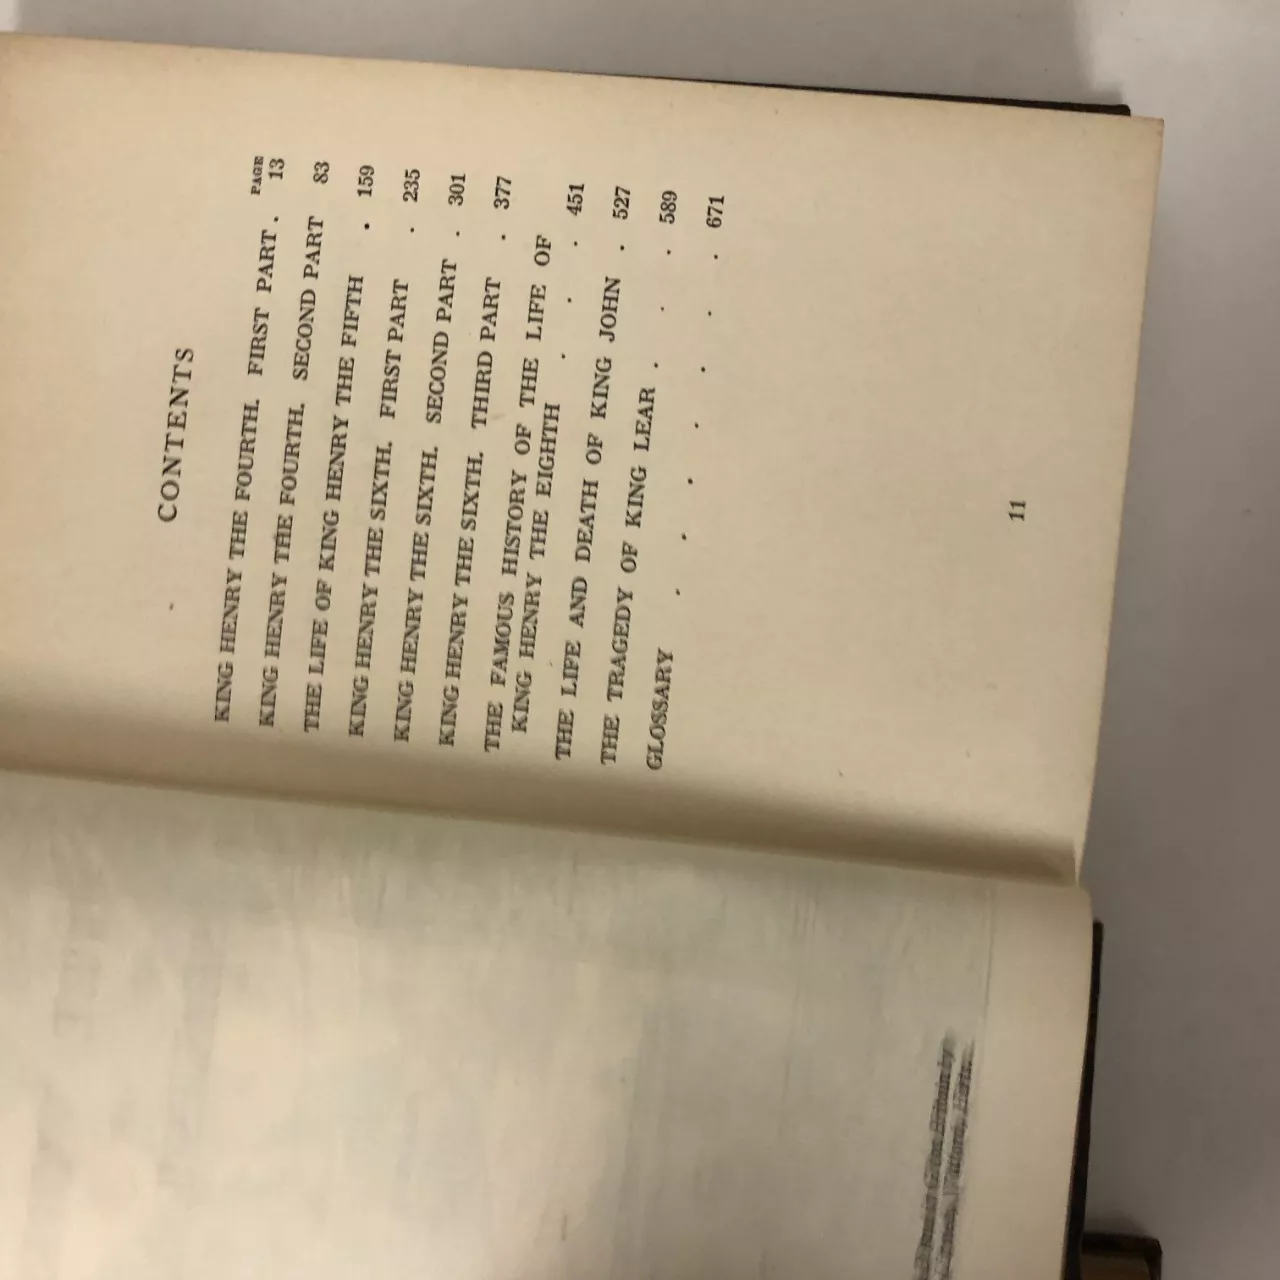 CONTENTS
PAGE
KING HENRY THE FOURTH. FIRST PART . 13
KING HENRY THE FOURTH. SECOND PART 83
THE LIFE OF KING HENRY THE FIFTH . 159
KING HENRY THE SIXTH. FIRST PART . 235
KING HENRY THE SIXTH. SECOND PART . 301
KING HENRY THE SIXTH. THIRD PART . 377
THE FAMOUS HISTORY OF THE LIFE OF
KING HENRY THE EIGHTH . . . 451
THE LIFE AND DEATH OF KING JOHN . 527
THE TRAGEDY OF KING LEAR . . . 589
GLOSSARY . . . . . . . 671
11